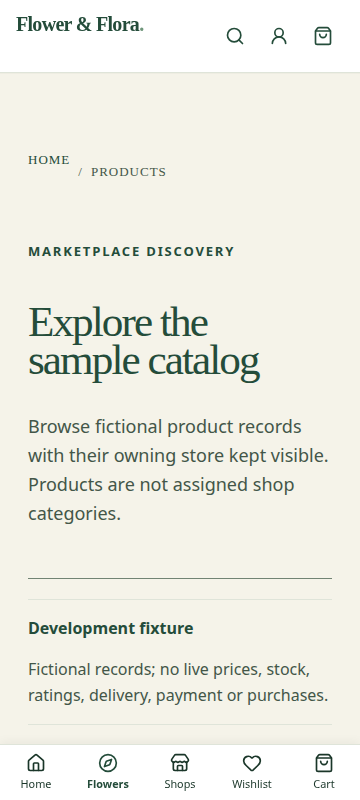 Flower & Flora.
HOME
/ PRODUCTS
MARKETPLACE DISCOVERY
Explore the
sample catalog
Browse fictional product records
with their owning store kept visible.
Products are not assigned shop
categories.
Development fixture
Fictional records; no live prices, stock,
ratings, delivery, payment or purchases.
Home Flowers Shops Wishlist Cart